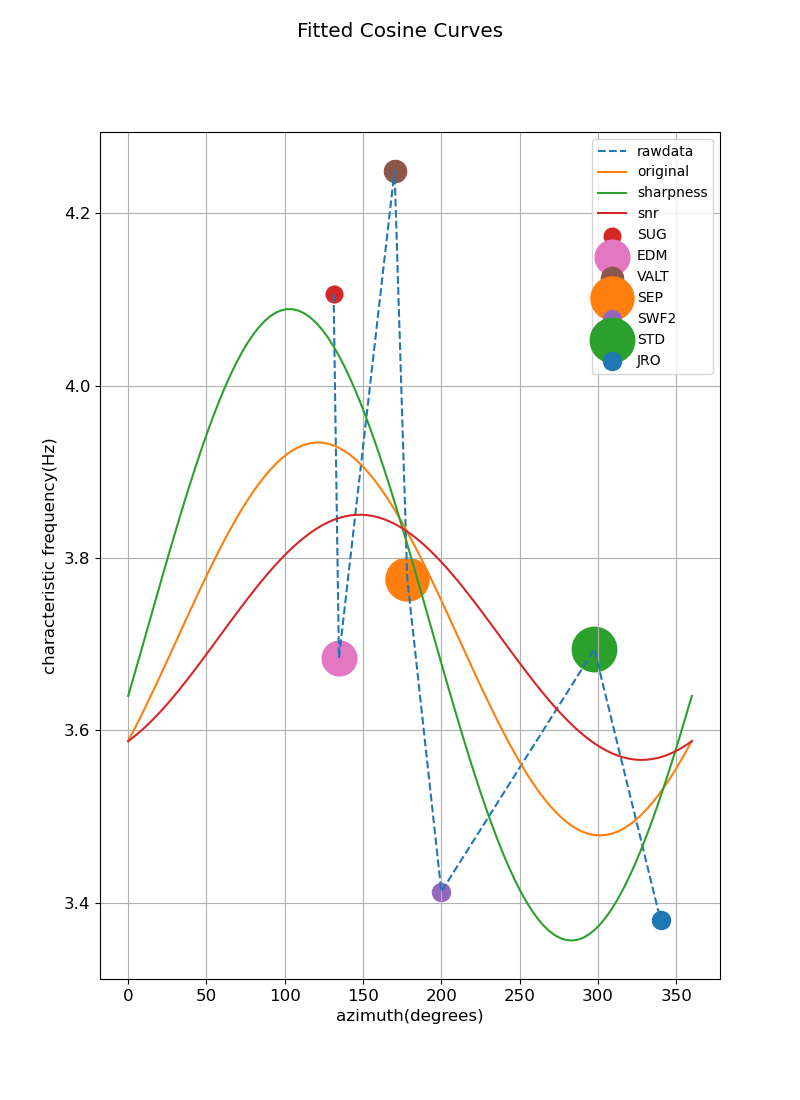 Fitted Cosine Curves
rawdata
original
sharpness
snr
SUG
EDM
VALT
SEP
SWF2
STD
JRO
4.2
4.0
3.8
3.6
3.4
characteristic frequency(Hz)
0 50 100 150 200 250 300 350
azimuth(degrees)